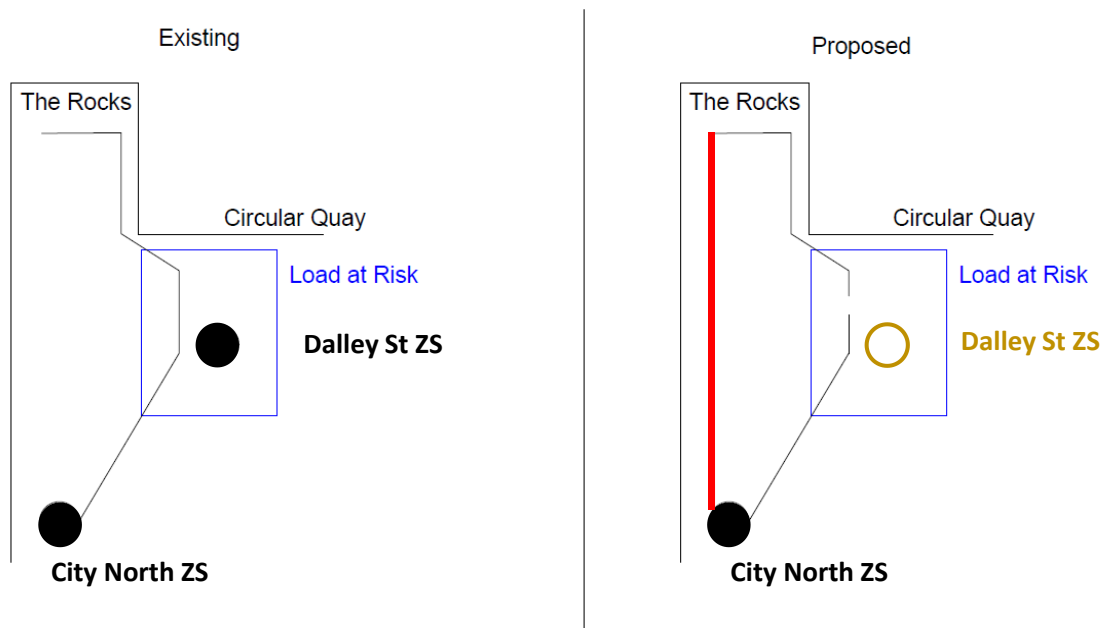 Existing
The Rocks
Circular Quay
Load at Risk
Dalley St ZS
City North ZS
Proposed
The Rocks
Circular Quay
Load at Risk
Dalley St ZS
City North ZS